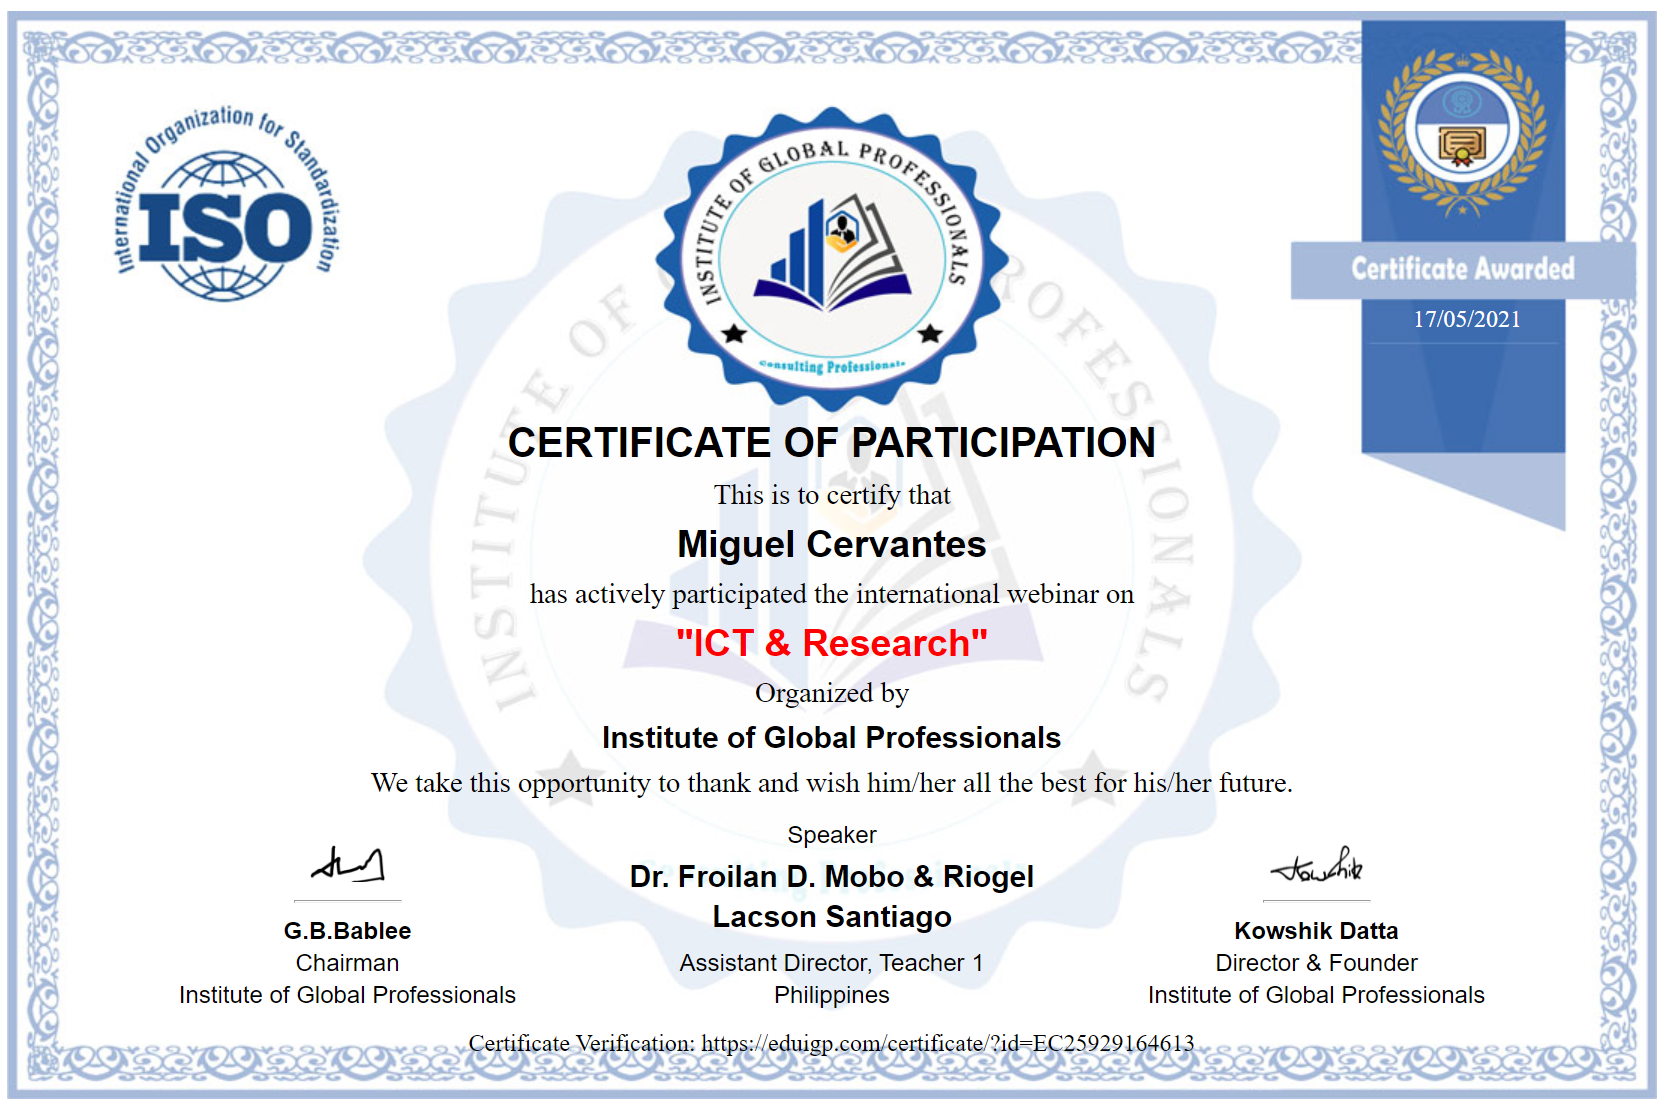 International Organization for Standardization
ISO
INSTITUTE OF GLOBAL PROFESSIONALS
Consulting Professionals
Certificate Awarded
17/05/2021
CERTIFICATE OF PARTICIPATION
This is to certify that
Miguel Cervantes
has actively participated the international webinar on
"ICT & Research"
Organized by
Institute of Global Professionals
We take this opportunity to thank and wish him/her all the best for his/her future.
Speaker
Dr. Froilan D. Mobo & Riogel
Lacson Santiago
Assistant Director, Teacher 1
Philippines
G.B.Bablee
Chairman
Institute of Global Professionals
Kowshik
Kowshik Datta
Director & Founder
Institute of Global Professionals
Certificate Verification: https://eduigp.com/certificate/?id=EC25929164613
INSTITUTE OF PROFESSIONALS